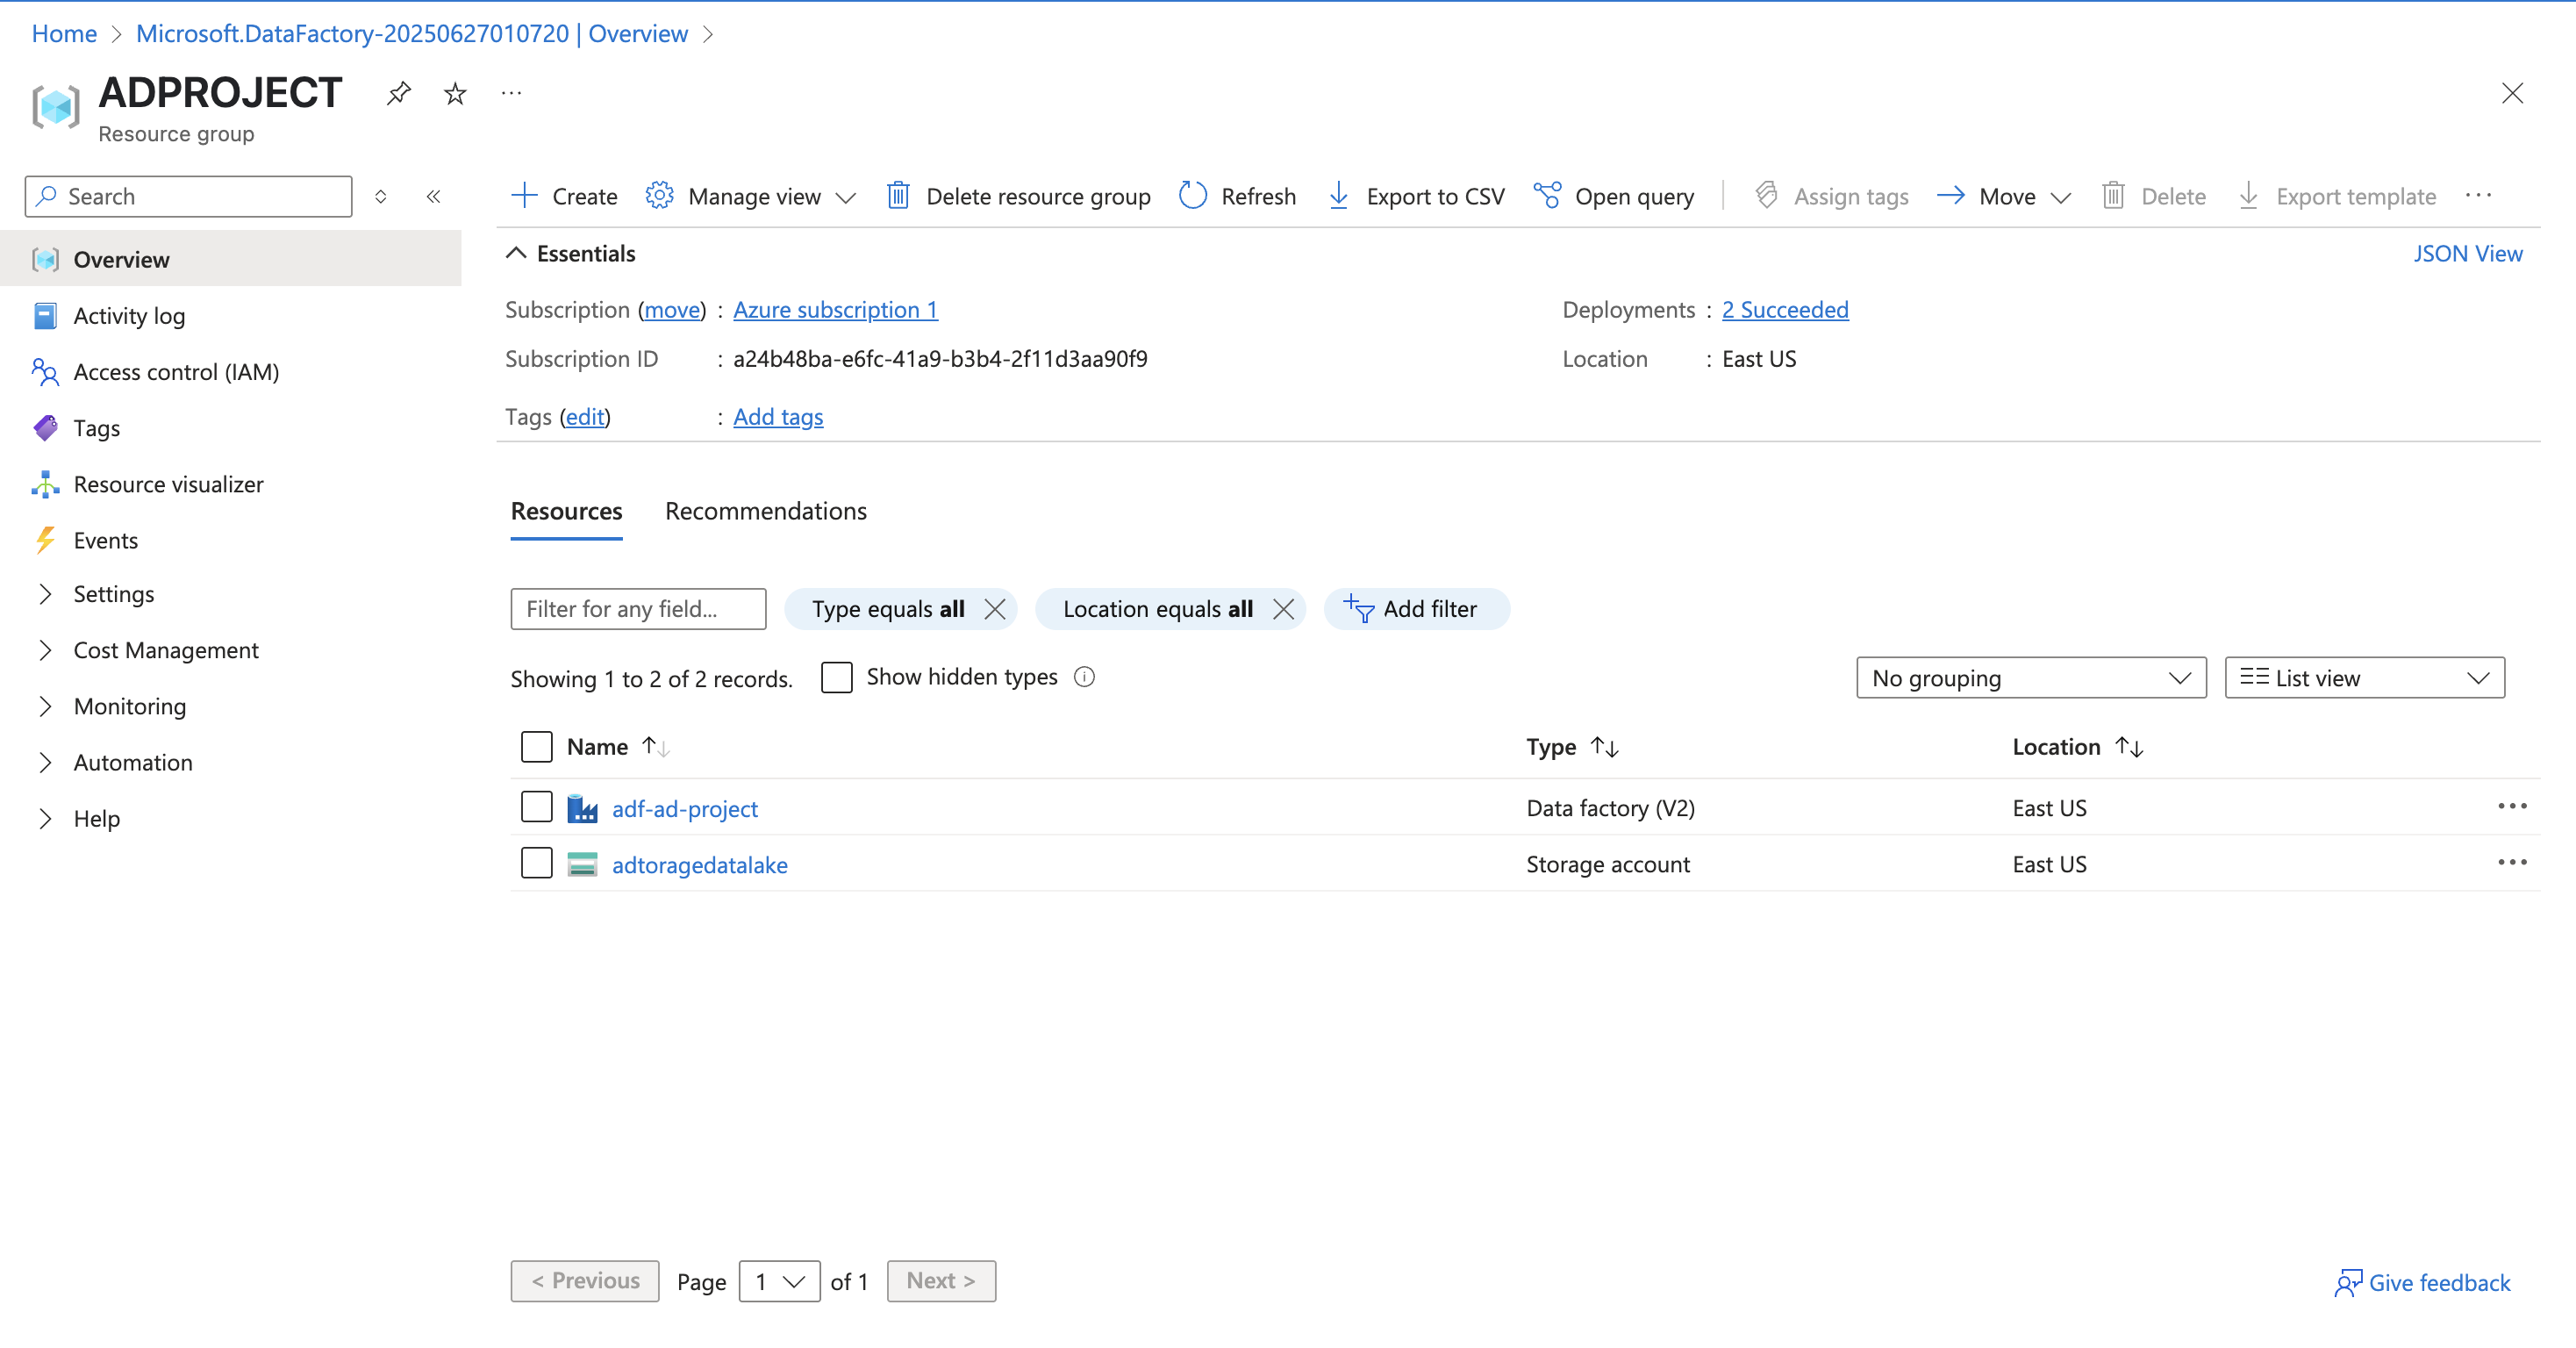 Home > Microsoft.DataFactory-20250627010720 | Overview >
ADPROJECT
Resource group
Search
Overview
Activity log
Access control (IAM)
Tags
Resource visualizer
Events
Settings
Cost Management
Monitoring
Automation
Help
Create Manage view Delete resource group Refresh Export to CSV Open query Assign tags Move Delete Export template
Essentials JSON View
Subscription (move) : Azure subscription 1 Deployments : 2 Succeeded
Subscription ID : a24b48ba-e6fc-41a9-b3b4-2f11d3aa90f9 Location : East US
Tags (edit) : Add tags
Resources Recommendations
Filter for any field... Type equals all Location equals all Add filter
Showing 1 to 2 of 2 records. Show hidden types No grouping List view
Name Type Location
adf-ad-project Data factory (V2) East US
adtoragedatalake Storage account East US
< Previous Page 1 of 1 Next > Give feedback